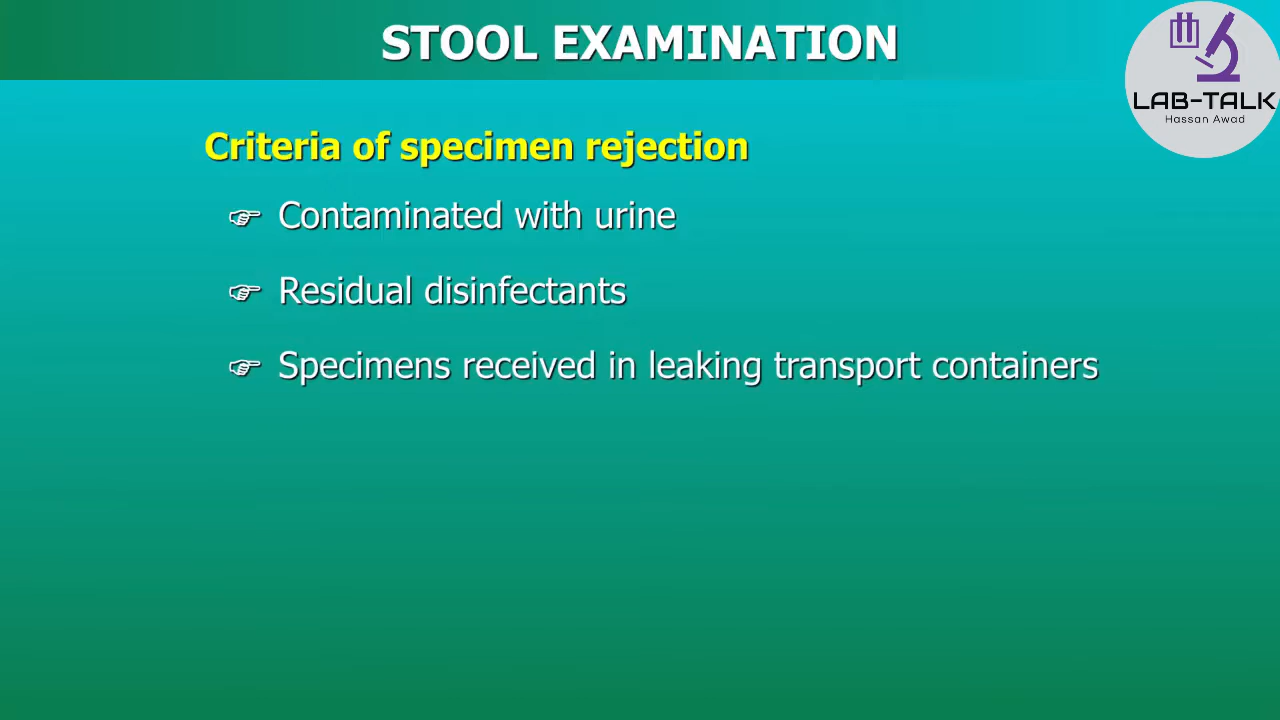 STOOL EXAMINATION
LAB-TALK
Hassan Awad
Criteria of specimen rejection
Contaminated with urine
Residual disinfectants
Specimens received in leaking transport containers